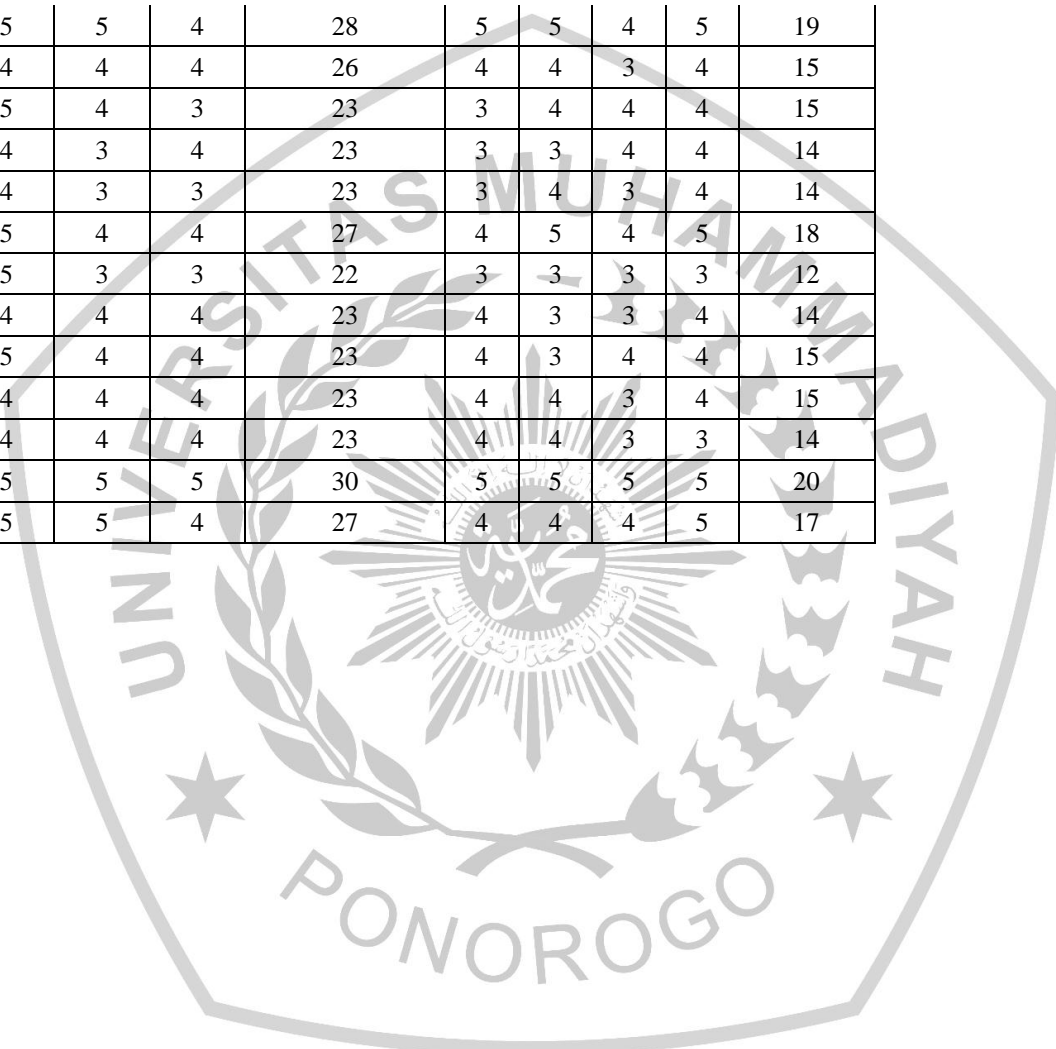 5 5 4 28 5 5 4 5 19
4 4 4 26 4 4 3 4 15
5 4 3 23 3 4 4 4 15
4 3 4 23 3 3 4 4 14
4 3 3 23 3 4 3 4 14
5 4 4 27 4 5 4 5 18
5 3 3 22 3 3 3 3 12
4 4 4 23 4 3 3 4 14
5 4 4 23 4 3 4 4 15
4 4 4 23 4 4 3 4 15
4 4 4 23 4 4 3 3 14
5 5 5 30 5 5 5 5 20
5 5 4 27 4 4 4 5 17
UNIVERSITAS MUHAMMADIYAH
PONOROGO